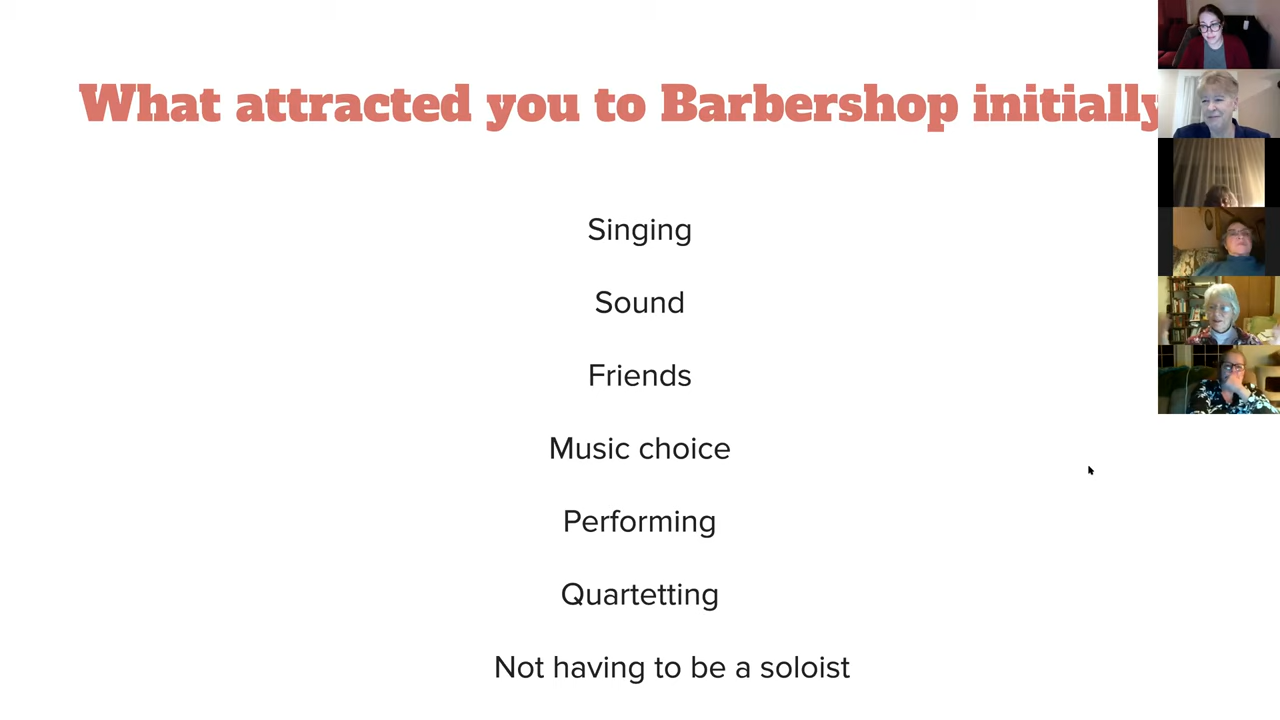 What attracted you to Barbershop initially
Singing
Sound
Friends
Music choice
Performing
Quartetting
Not having to be a soloist